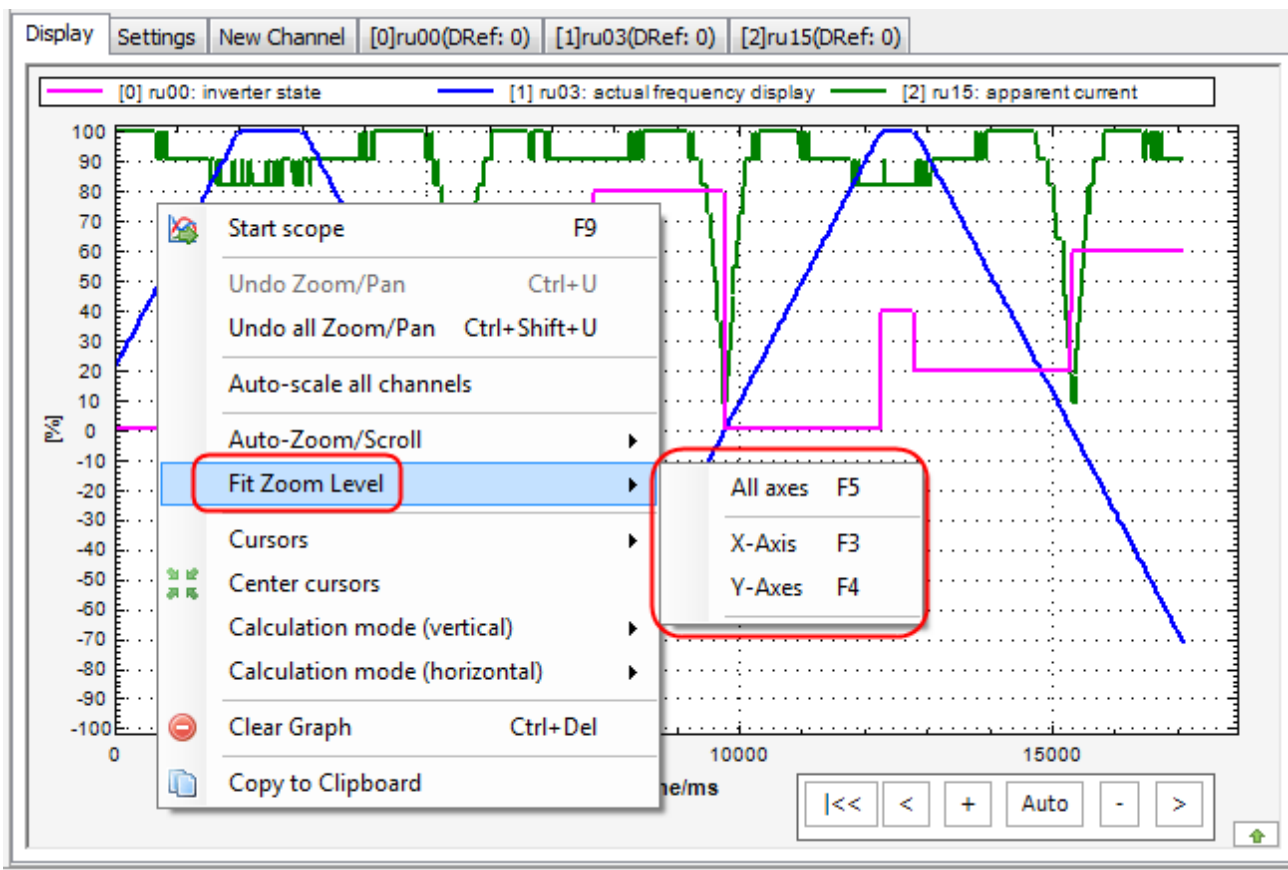 Display Settings New Channel [0]ru00(DRef: 0) [1]ru03(DRef: 0) [2]ru15(DRef: 0)
[0] ru00: inverter state [1] ru03: actual frequency display [2] ru15: apparent current
100
90
80
70
60
50
40
30
20
10
0
-10
-20
-30
-40
-50
-60
-70
-80
-90
-100
[%]
Start scope F9
Undo Zoom/Pan Ctrl+U
Undo all Zoom/Pan Ctrl+Shift+U
Auto-scale all channels
Auto-Zoom/Scroll
Fit Zoom Level
All axes F5
X-Axis F3
Y-Axes F4
Cursors
Center cursors
Calculation mode (vertical)
Calculation mode (horizontal)
Clear Graph Ctrl+Del
Copy to Clipboard
0 10000 15000
ne/ms
|<< < + Auto - >